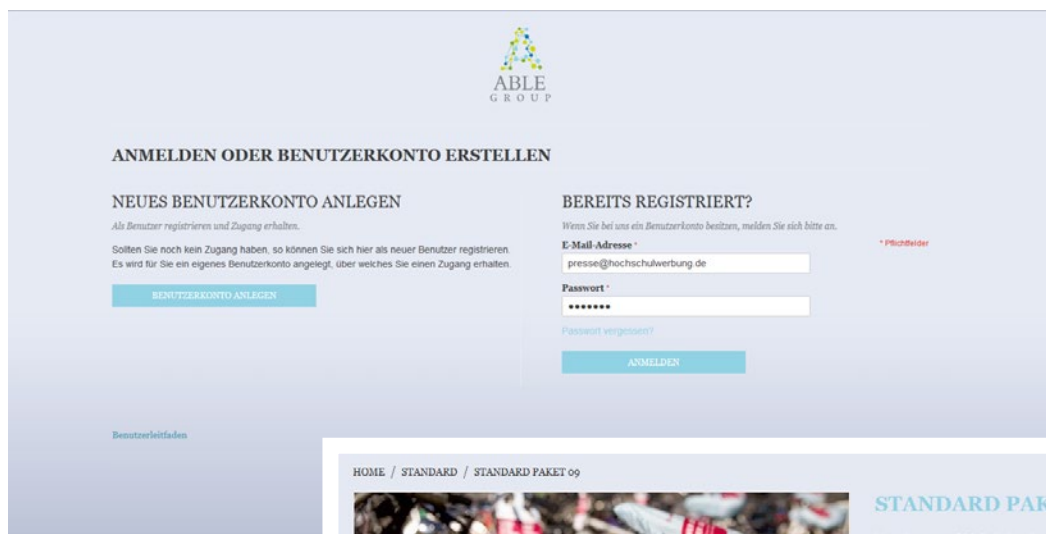 ABLE
GROUP
ANMELDEN ODER BENUTZERKONTO ERSTELLEN
NEUES BENUTZERKONTO ANLEGEN
Als Benutzer registrieren und Zugang erhalten.
Sollten Sie noch kein Zugang haben, so können Sie sich hier als neuer Benutzer registrieren.
Es wird für Sie ein eigenes Benutzerkonto angelegt, über welches Sie einen Zugang erhalten.
BENUTZERKONTO ANLEGEN
BEREITS REGISTRIERT?
Wenn Sie bei uns ein Benutzerkonto besitzen, melden Sie sich bitte an.
E-Mail-Adresse *
* Pflichtfelder
presse@hochschulwerbung.de
Passwort *
•••••••
Passwort vergessen?
ANMELDEN
Benutzerleitfaden
HOME / STANDARD / STANDARD PAKET 09
STANDARD PAK